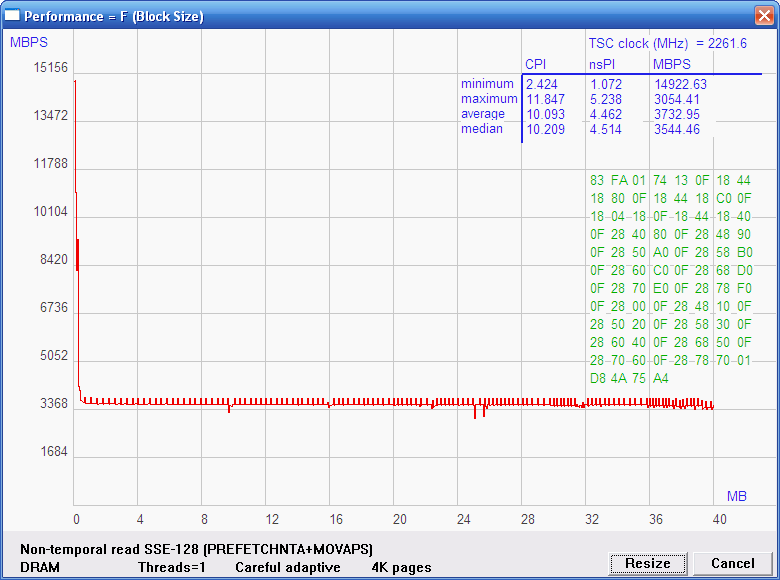 Performance = F (Block Size)
MBPS
TSC clock (MHz) = 2261.6
CPI nsPI MBPS
minimum 2.424 1.072 14922.63
maximum 11.847 5.238 3054.41
average 10.093 4.462 3732.95
median 10.209 4.514 3544.46
15156
13472
11788
10104
8420
6736
5052
3368
1684
83 FA 01 74 13 0F 18 44
18 80 0F 18 44 18 C0 0F
18 04 18 0F 18 44 18 40
0F 28 40 80 0F 28 48 90
0F 28 50 A0 0F 28 58 B0
0F 28 60 C0 0F 28 68 D0
0F 28 70 E0 0F 28 78 F0
0F 28 00 0F 28 48 10 0F
28 50 20 0F 28 58 30 0F
28 60 40 0F 28 68 50 0F
28 70 60 0F 28 78 70 01
D8 4A 75 A4
MB
0 4 8 12 16 20 24 28 32 36 40
Non-temporal read SSE-128 (PREFETCHNTA+MOVAPS)
DRAM Threads=1 Careful adaptive 4K pages
Resize Cancel